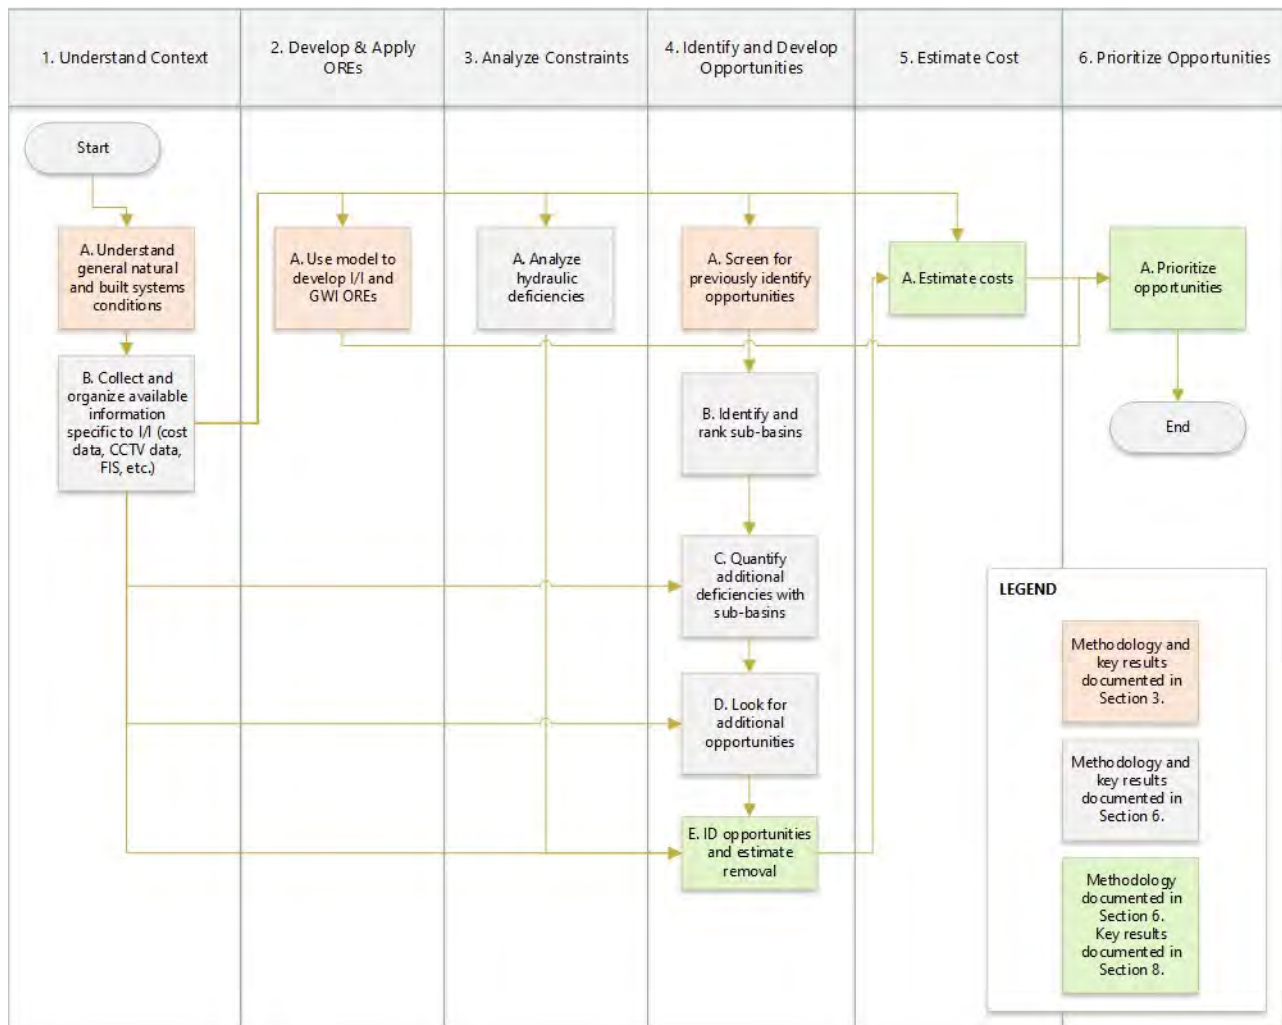 1. Understand Context
2. Develop & Apply
OREs
3. Analyze Constraints
4. Identify and Develop
Opportunities
5. Estimate Cost
6. Prioritize Opportunities
Start
A. Understand
general natural
and built systems
conditions
B. Collect and
organize available
information
specific to I/I (cost
data, CCTV data,
FIS, etc.)
A. Use model to
develop I/I and
GWI OREs
A. Analyze
hydraulic
deficiencies
A. Screen for
previously identify
opportunities
B. Identify and
rank sub-basins
C. Quantify
additional
deficiencies with
sub-basins
D. Look for
additional
opportunities
E. ID opportunities
and estimate
removal
A. Estimate costs
A. Prioritize
opportunities
End
LEGEND
Methodology and
key results
documented in
Section 3.
Methodology and
key results
documented in
Section 6.
Methodology
documented in
Section 6.
Key results
documented in
Section 8.